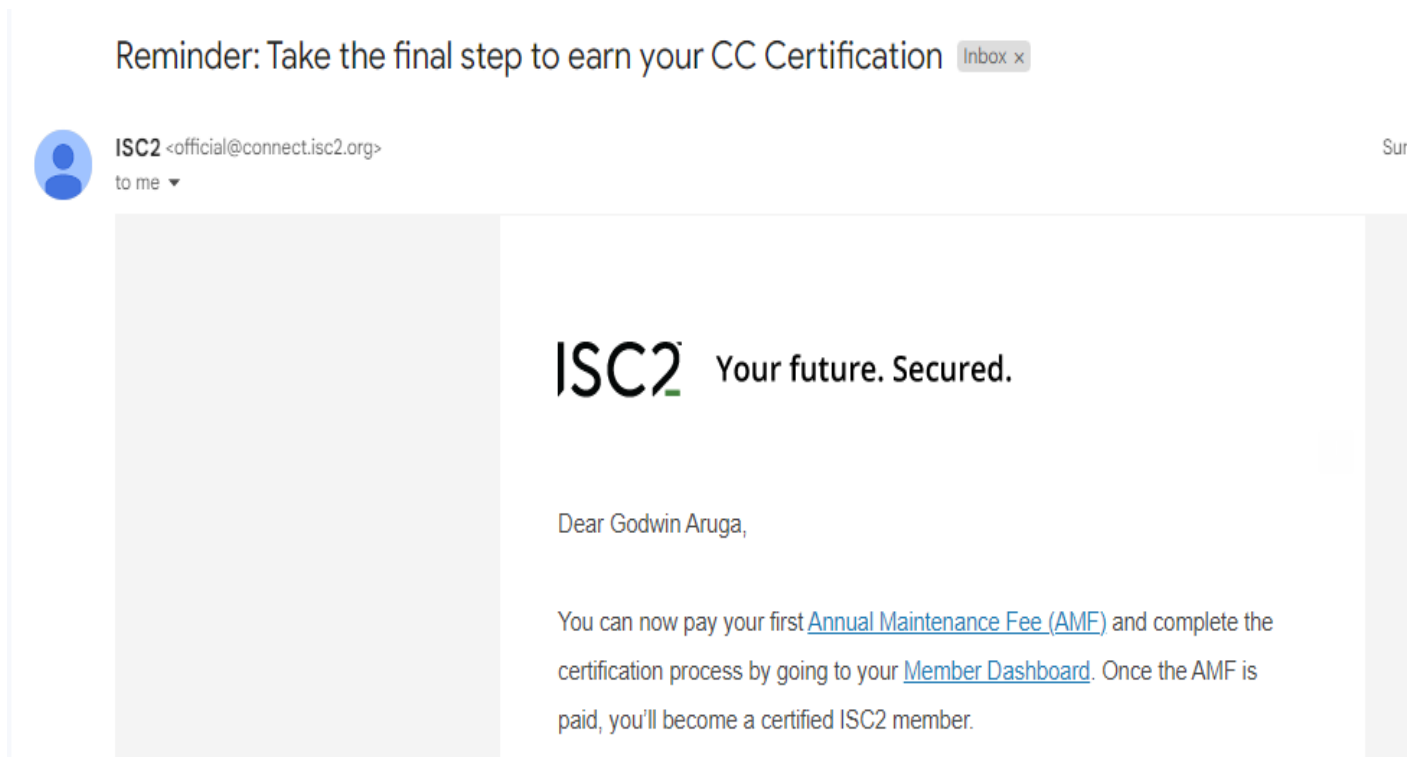 Reminder: Take the final step to earn your CC Certification Inbox x
ISC2 <official@connect.isc2.org>
to me
ISC2 Your future. Secured.
Dear Godwin Aruga,
You can now pay your first Annual Maintenance Fee (AMF) and complete the
certification process by going to your Member Dashboard. Once the AMF is
paid, you'll become a certified ISC2 member.